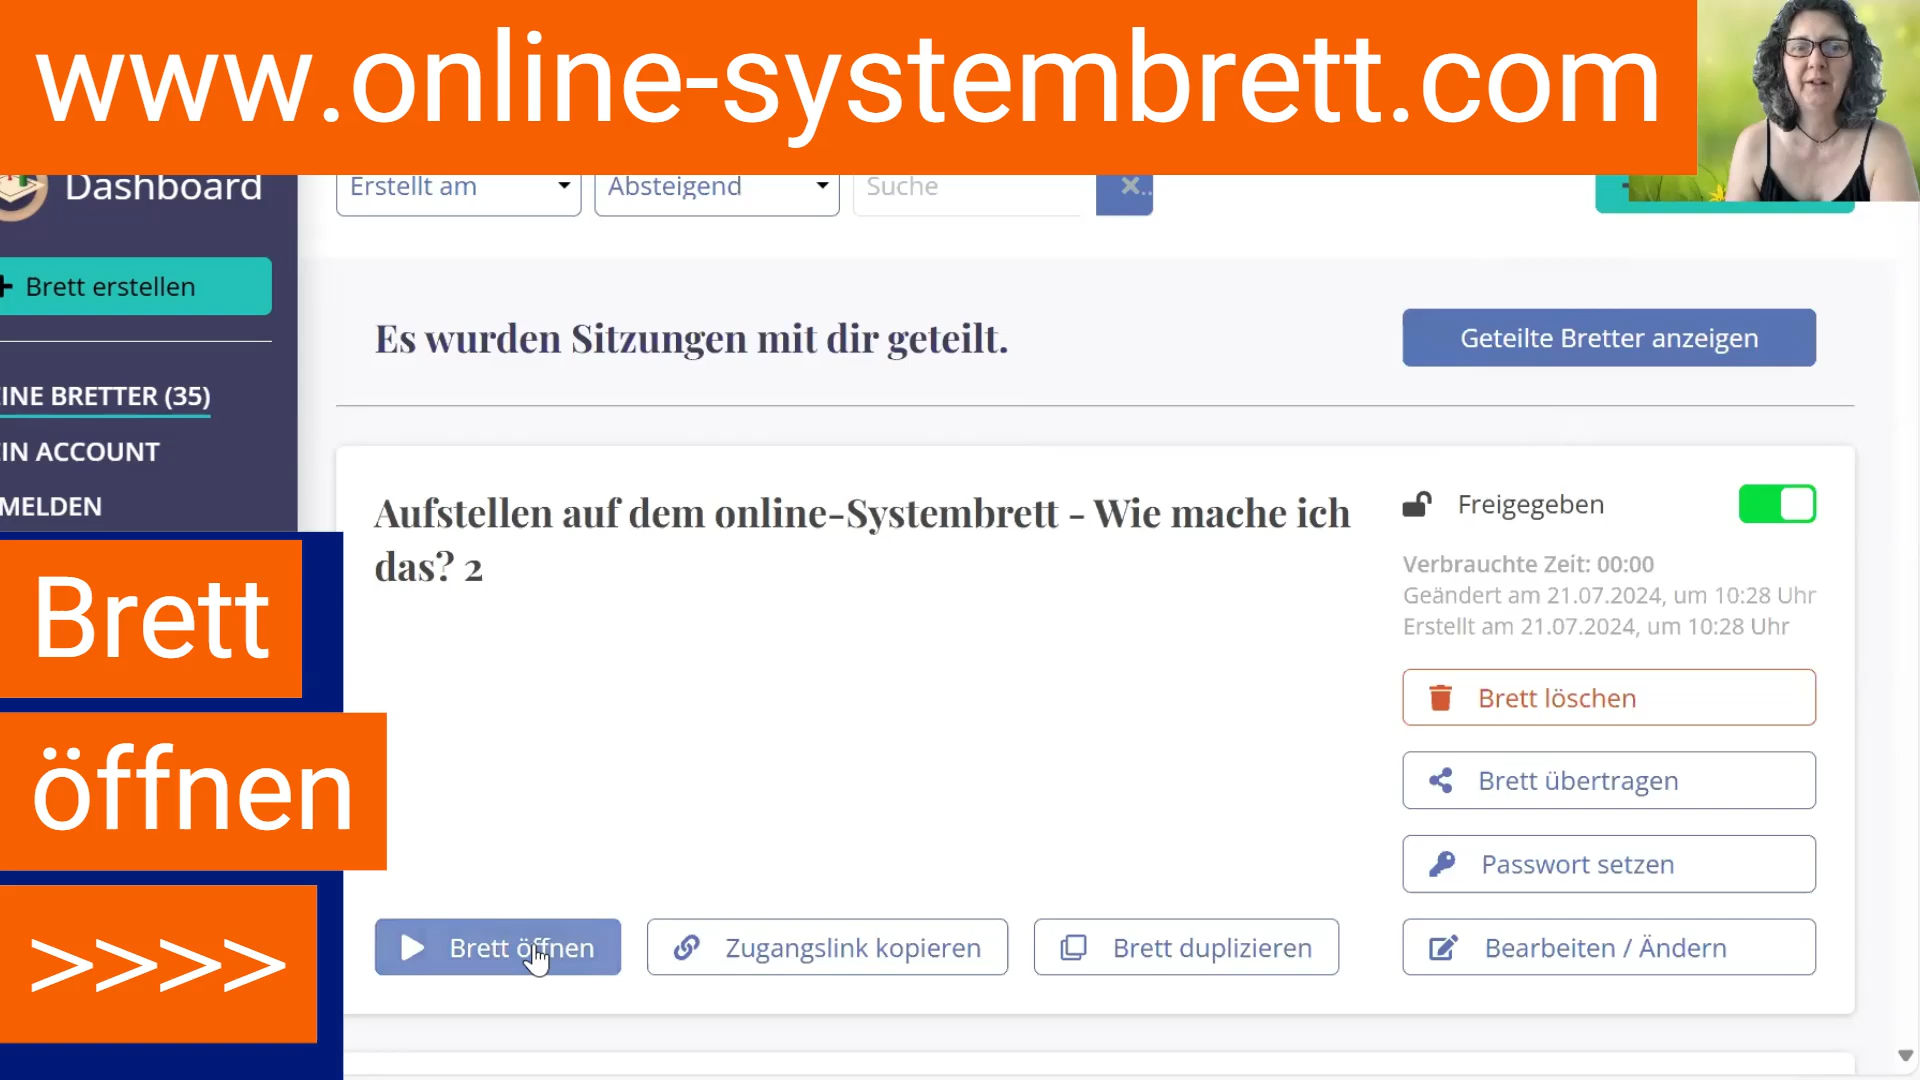 www.online-systembrett.com
Dashboard
Erstellt am
Absteigend
Suche
Brett erstellen
Es wurden Sitzungen mit dir geteilt.
Geteilte Bretter anzeigen
INE BRETTER (35)
IN ACCOUNT
MELDEN
Aufstellen auf dem online-Systembrett - Wie mache ich
das? 2
Freigegeben
Verbrauchte Zeit: 00:00
Geändert am 21.07.2024, um 10:28 Uhr
Erstellt am 21.07.2024, um 10:28 Uhr
Brett löschen
Brett übertragen
Passwort setzen
Brett öffnen
Zugangslink kopieren
Brett duplizieren
Bearbeiten / Ändern
Brett
öffnen
>>>>